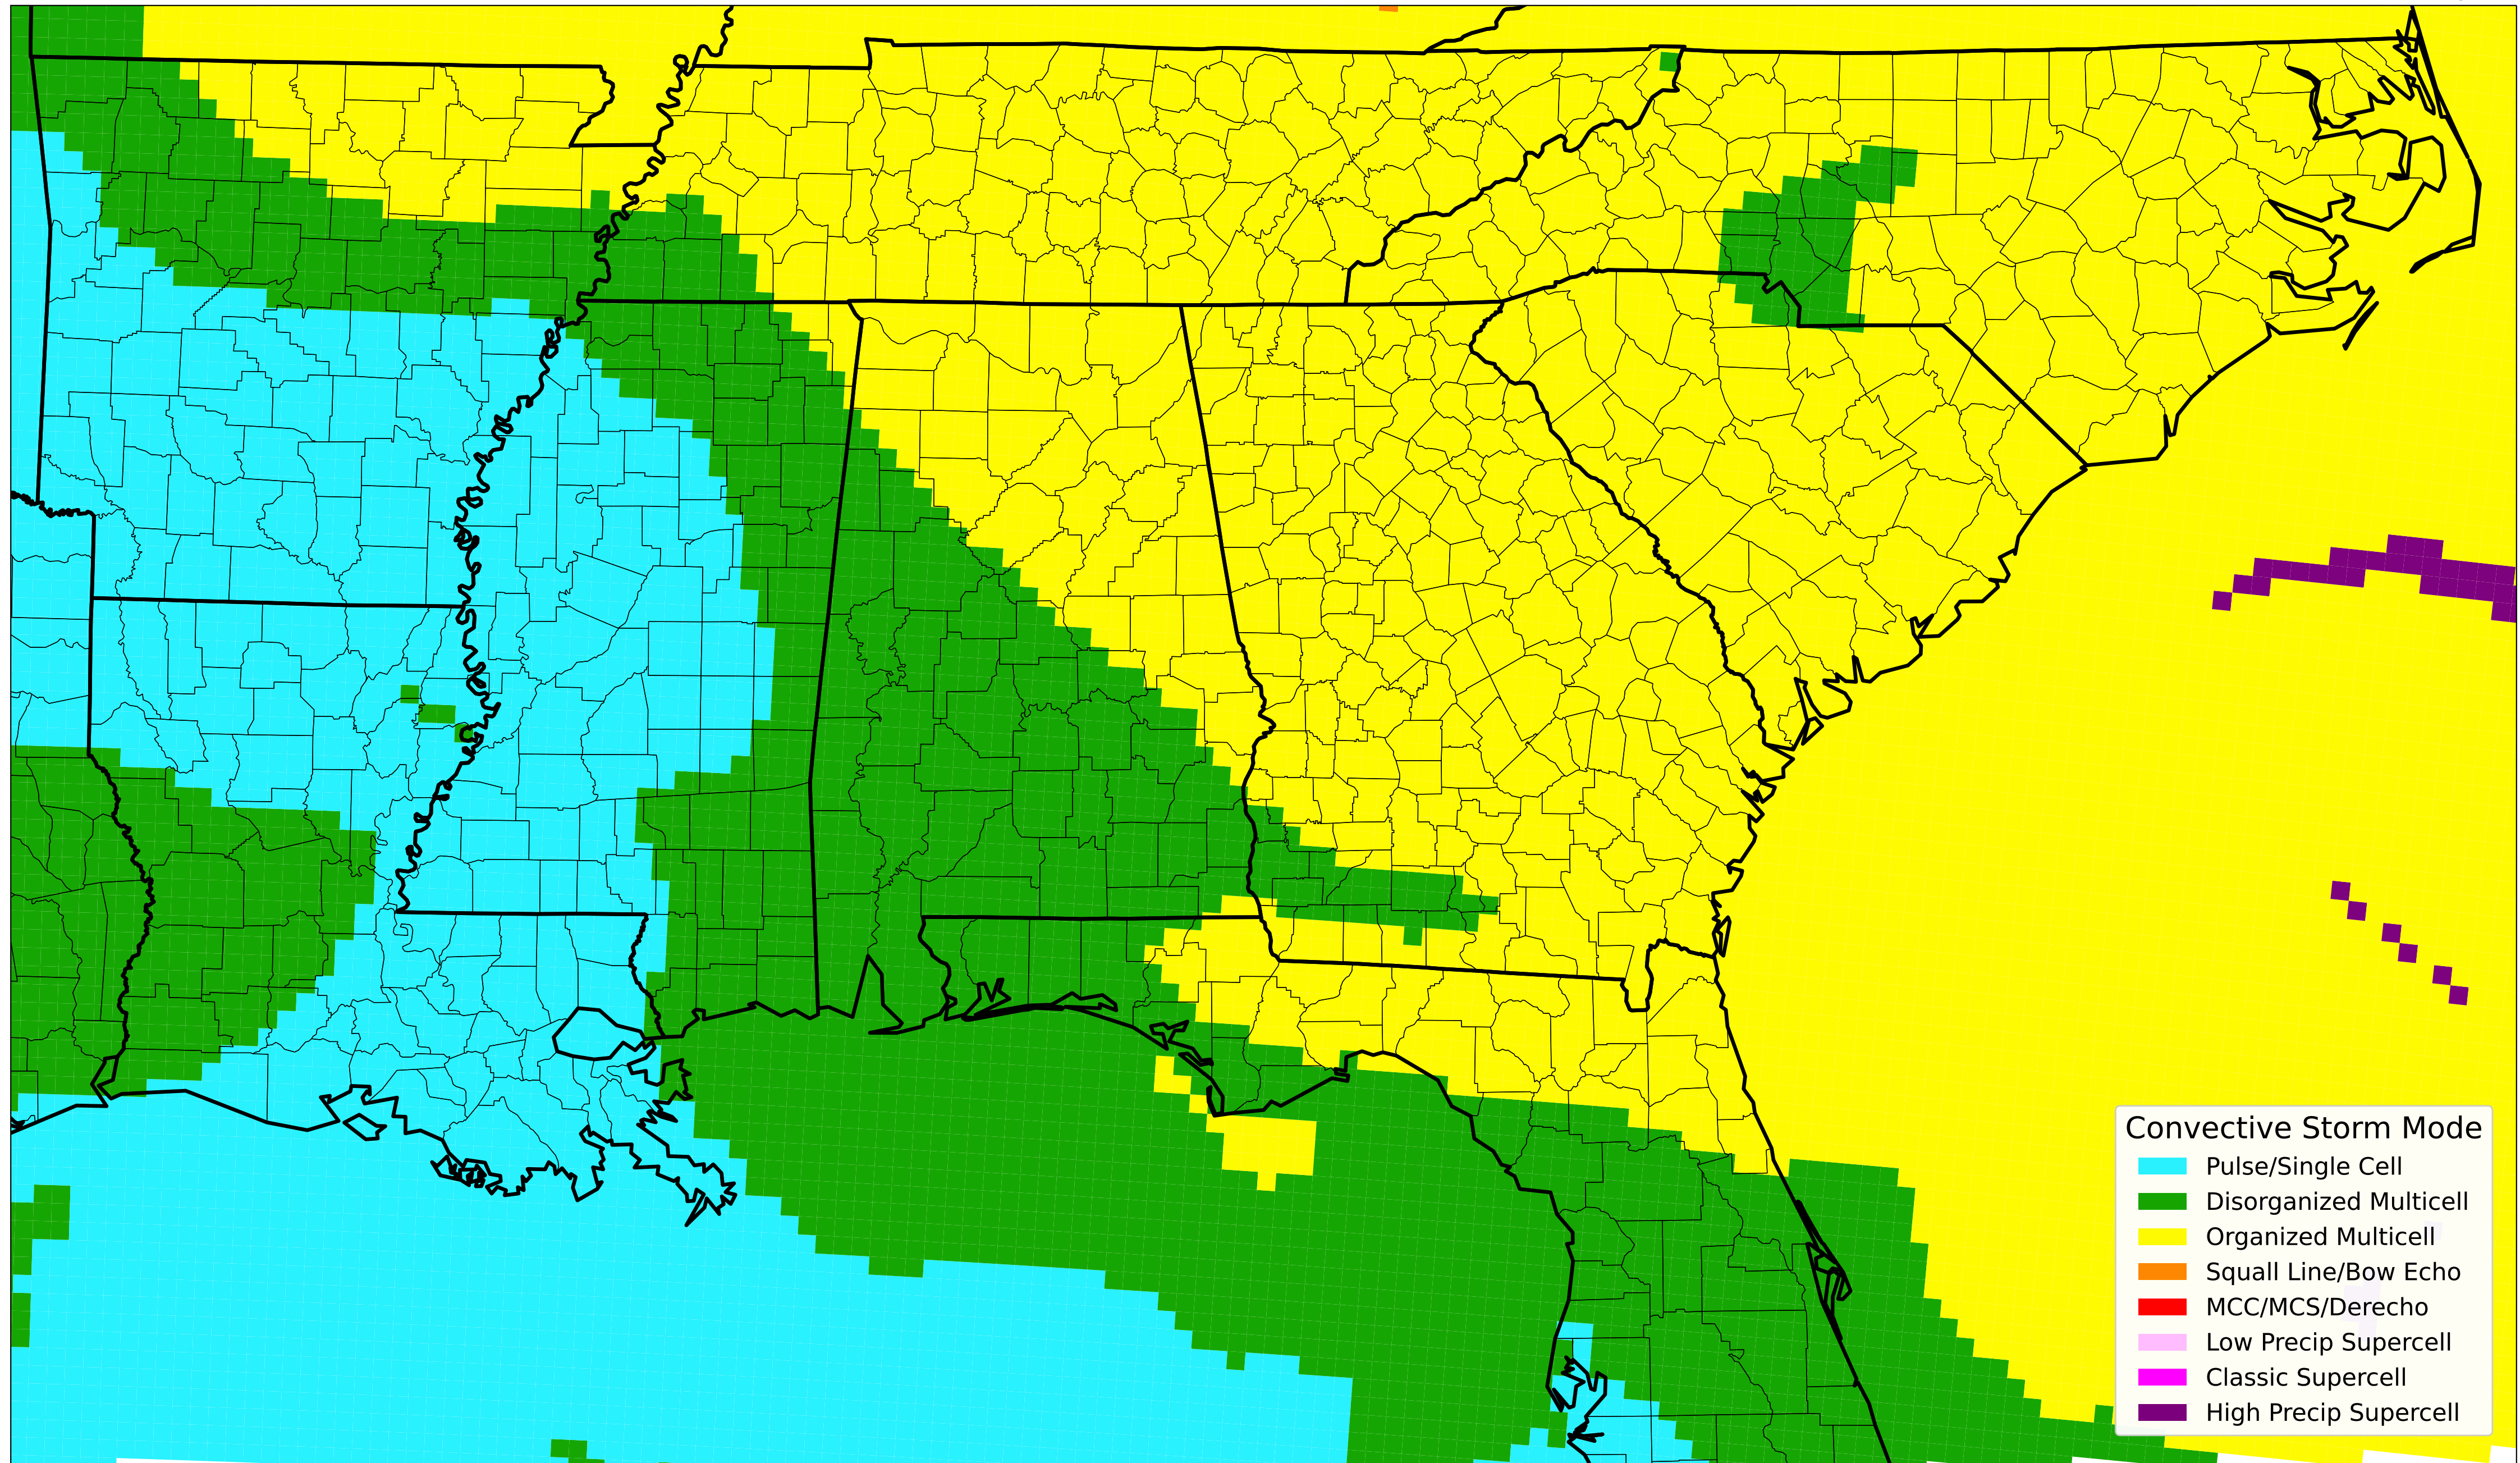 Convective Storm Mode
Pulse/Single Cell
Disorganized Multicell
Organized Multicell
Squall Line/Bow Echo
MCC/MCS/Derecho
Low Precip Supercell
Classic Supercell
High Precip Supercell